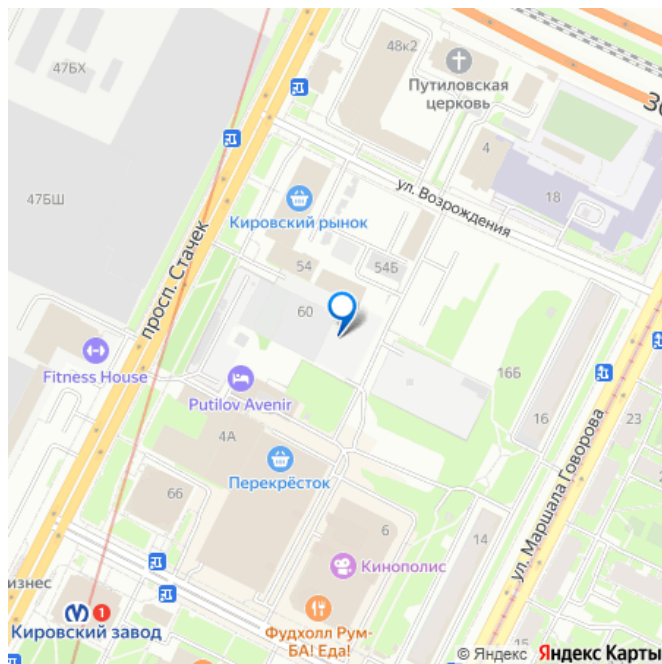 48к2
47БХ
Путиловская
церковь
4
ул. Возрождения
18
47БШ
Кировский рынок
просп. Стачек
54
54Б
60
Fitness House
Putilov Avenir
16Б
16
23
4А
ул. Маршала Говорова
Перекрёсток
66
6
14
Кинополис
изнес
1
Кировский завод
Фудхолл Рум-
БА! Еда!
15
© Яндекс Яндекс Карты